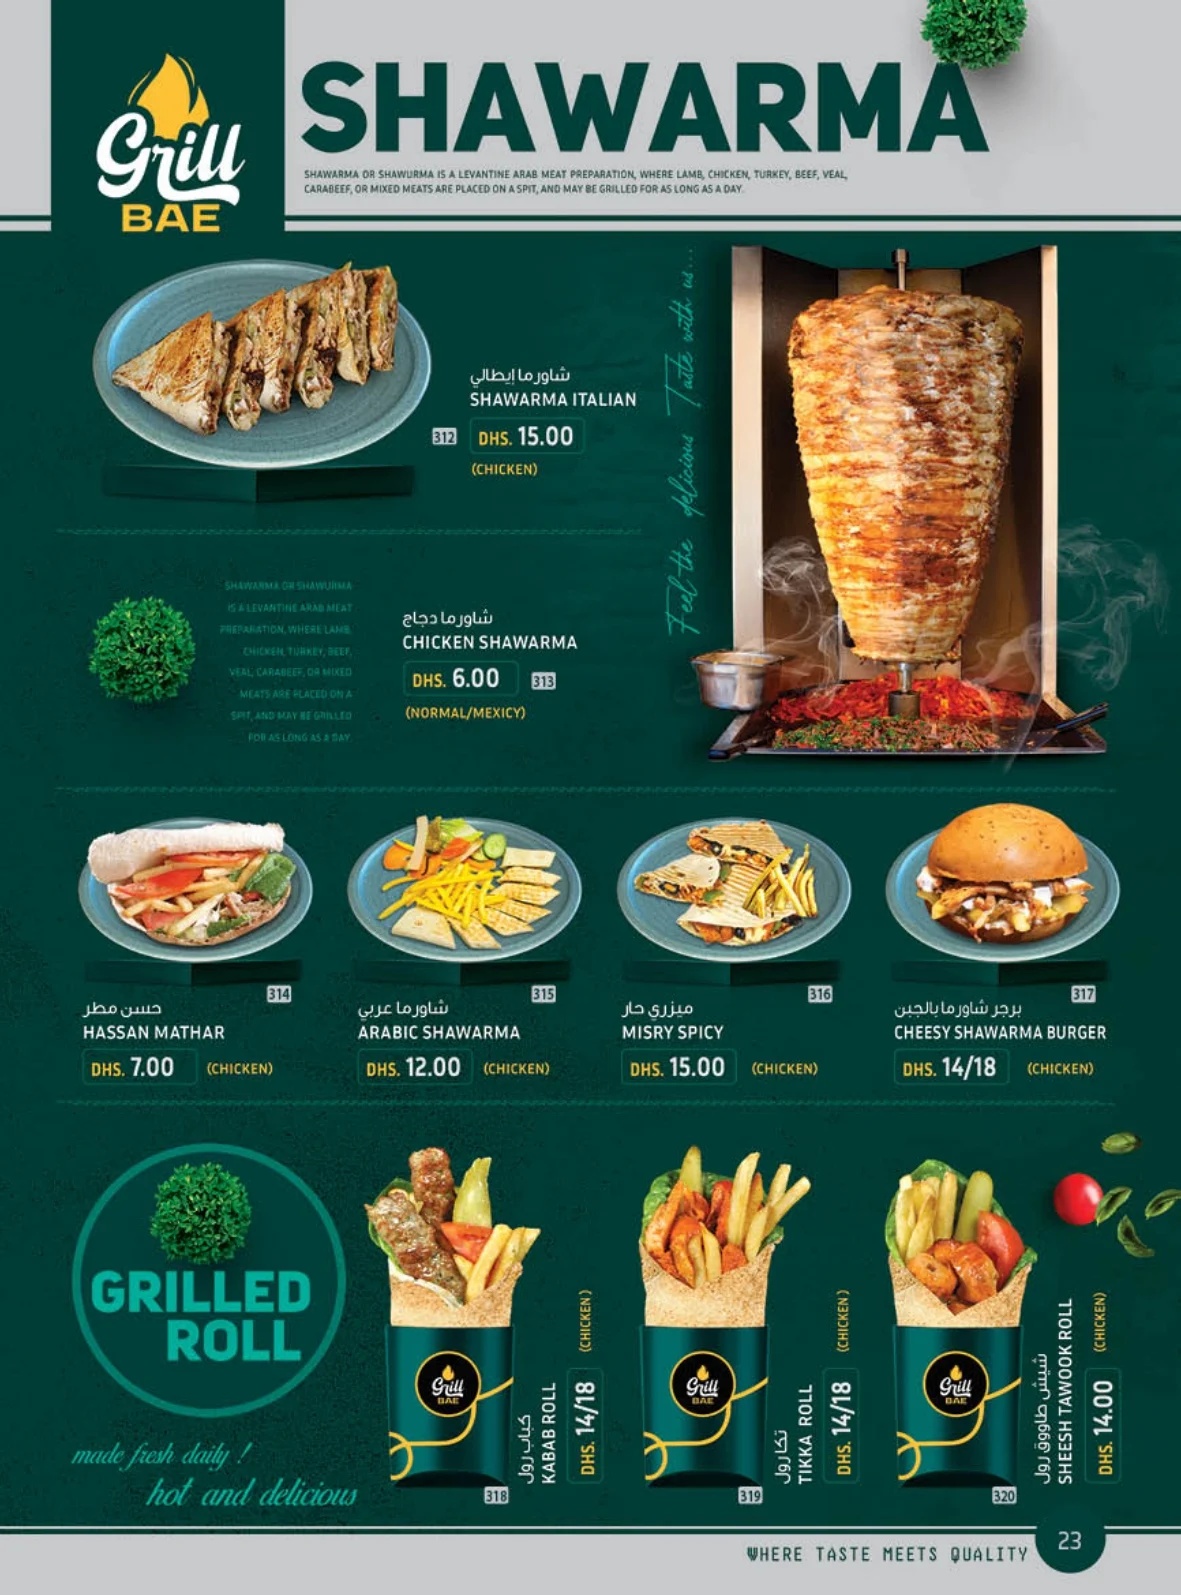 Grill
BAE
SHAWARMA
SHAWARMA OR SHAWURMA IS A LEVANTINE ARAB MEAT PREPARATION, WHERE LAMB, CHICKEN, TURKEY, BEEF, VEAL,
CARABEEF, OR MIXED MEATS ARE PLACED ON A SPIT, AND MAY BE GRILLED FOR AS LONG AS A DAY.
شاورما إيطالي
SHAWARMA ITALIAN
312 DHS. 15.00
(CHICKEN)
Feel the delicious Taste with us...
SHAWARMA OR SHAWURMA
IS A LEVANTINE ARAB MEAT
PREPARATION, WHERE LAMB,
CHICKEN, TURKEY, BEEF,
VEAL, CARABEEF, OR MIXED
MEATS ARE PLACED ON A
SPIT, AND MAY BE GRILLED
FOR AS LONG AS A DAY.
شاورما دجاج
CHICKEN SHAWARMA
DHS. 6.00 313
(NORMAL/MEXICY)
314
حسن مطر
HASSAN MATHAR
DHS. 7.00 (CHICKEN)
315
شاورما عربي
ARABIC SHAWARMA
DHS. 12.00 (CHICKEN)
316
ميزري حار
MISRY SPICY
DHS. 15.00 (CHICKEN)
317
برجر شاورما بالجبن
CHEESY SHAWARMA BURGER
DHS. 14/18 (CHICKEN)
GRILLED
ROLL
made fresh daily !
hot and delicious
Grill
BAE
318
كباب رول
KABAB ROLL
DHS. 14/18 (CHICKEN)
Grill
BAE
319
تكا رول
TIKKA ROLL
DHS. 14/18 (CHICKEN)
Grill
BAE
320
شيش طاووق رول
SHEESH TAWOOK ROLL
DHS. 14.00 (CHICKEN)
WHERE TASTE MEETS QUALITY
23